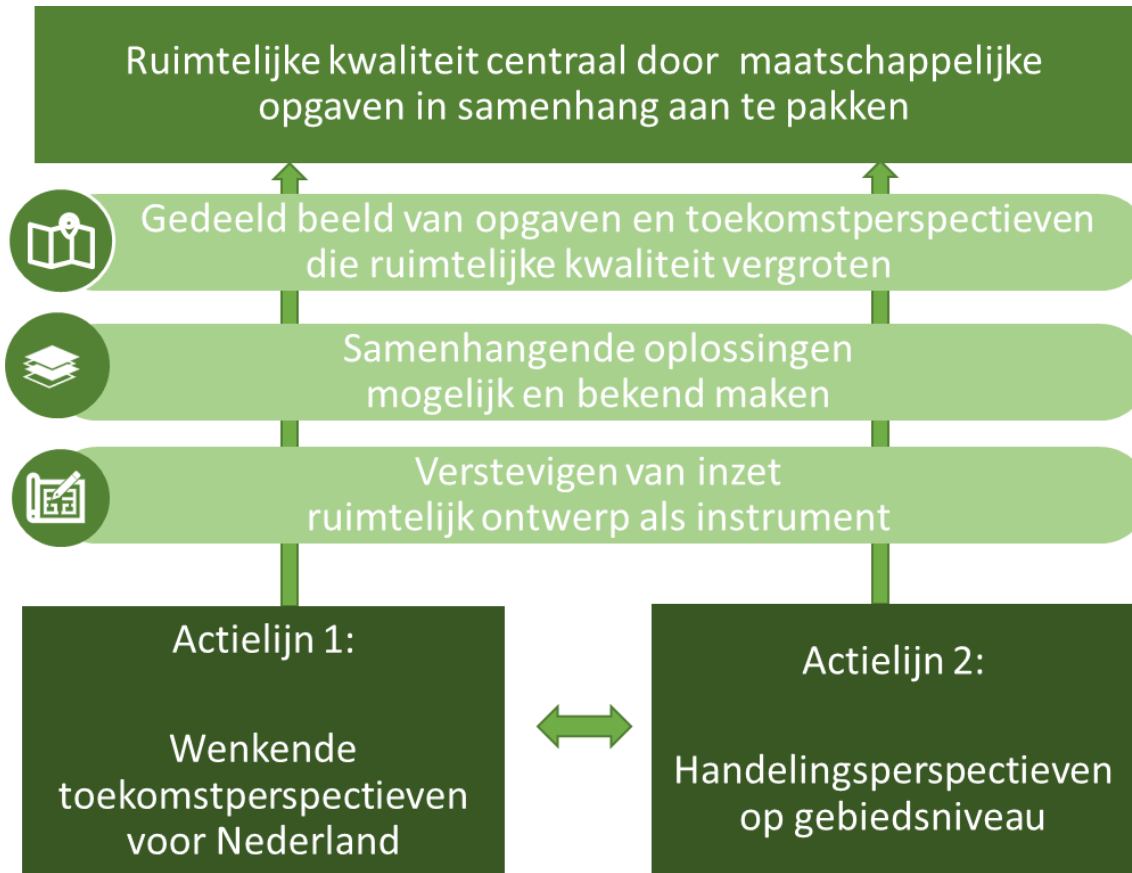 Ruimtelijke kwaliteit centraal door maatschappelijke
opgaven in samenhang aan te pakken
Gedeeld beeld van opgaven en toekomstperspectieven
die ruimtelijke kwaliteit vergroten
Samenhangende oplossingen
mogelijk en bekend maken
Verstevigen van inzet
ruimtelijk ontwerp als instrument
Actielijn 1:
Wenkende
toekomstperspectieven
voor Nederland
Actielijn 2:
Handelingsperspectieven
op gebiedsniveau